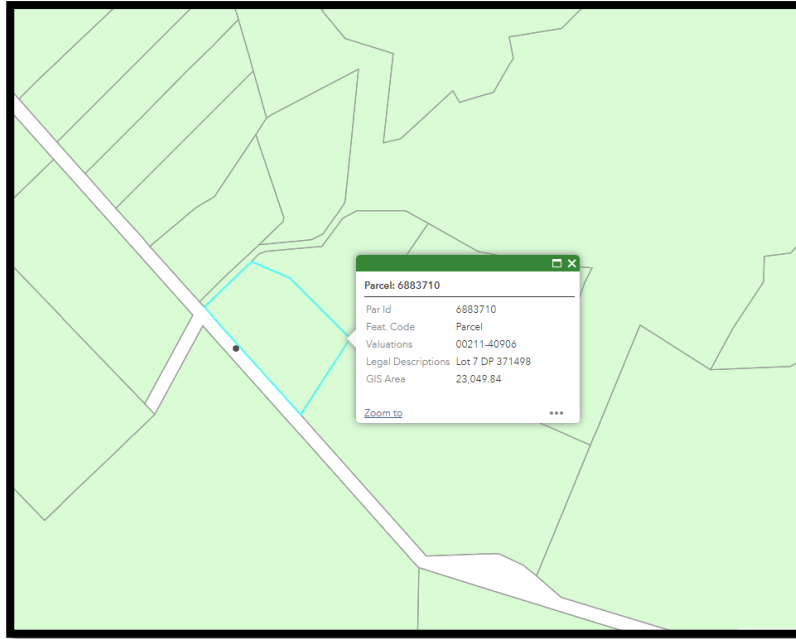 Parcel: 6883710
Par Id 6883710
Feat. Code Parcel
Valuations 00211-40906
Legal Descriptions Lot 7 DP 371498
GIS Area 23,049.84
Zoom to